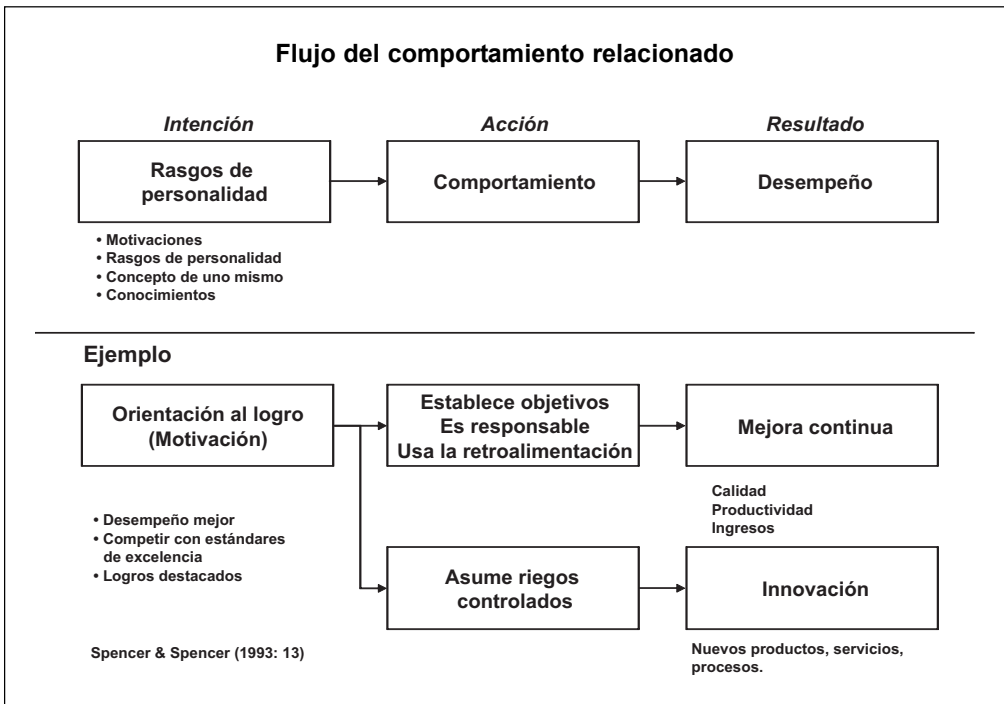 Flujo del comportamiento relacionado
Intención
Acción
Resultado
Rasgos de
personalidad
Comportamiento
Desempeño
• Motivaciones
• Rasgos de personalidad
• Concepto de uno mismo
• Conocimientos
Ejemplo
Orientación al logro
(Motivación)
Establece objetivos
Es responsable
Usa la retroalimentación
Mejora continua
Calidad
Productividad
Ingresos
• Desempeño mejor
• Competir con estándares
de excelencia
• Logros destacados
Asume riegos
controlados
Innovación
Nuevos productos, servicios,
procesos.
Spencer & Spencer (1993: 13)